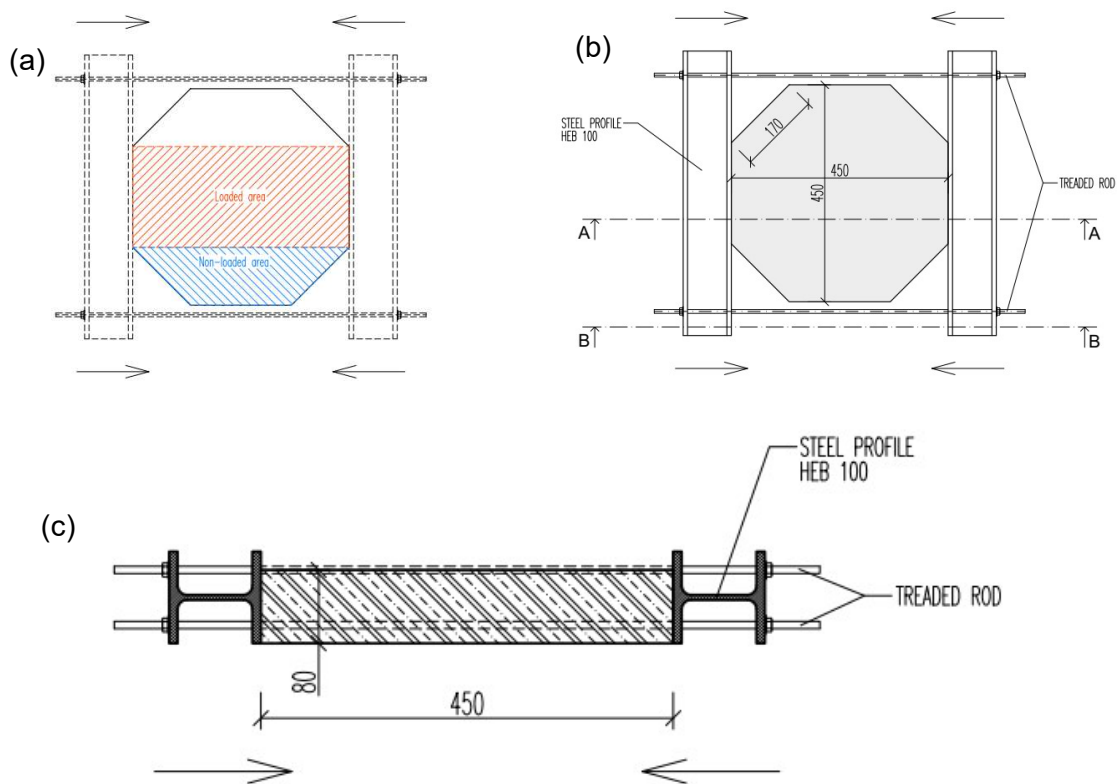 (a)
Loaded area
Non-loaded area
(b)
STEEL PROFILE
HEB 100
170
450
450
TREADED ROD
A
A
B
B
(c)
STEEL PROFILE
HEB 100
TREADED ROD
80
450